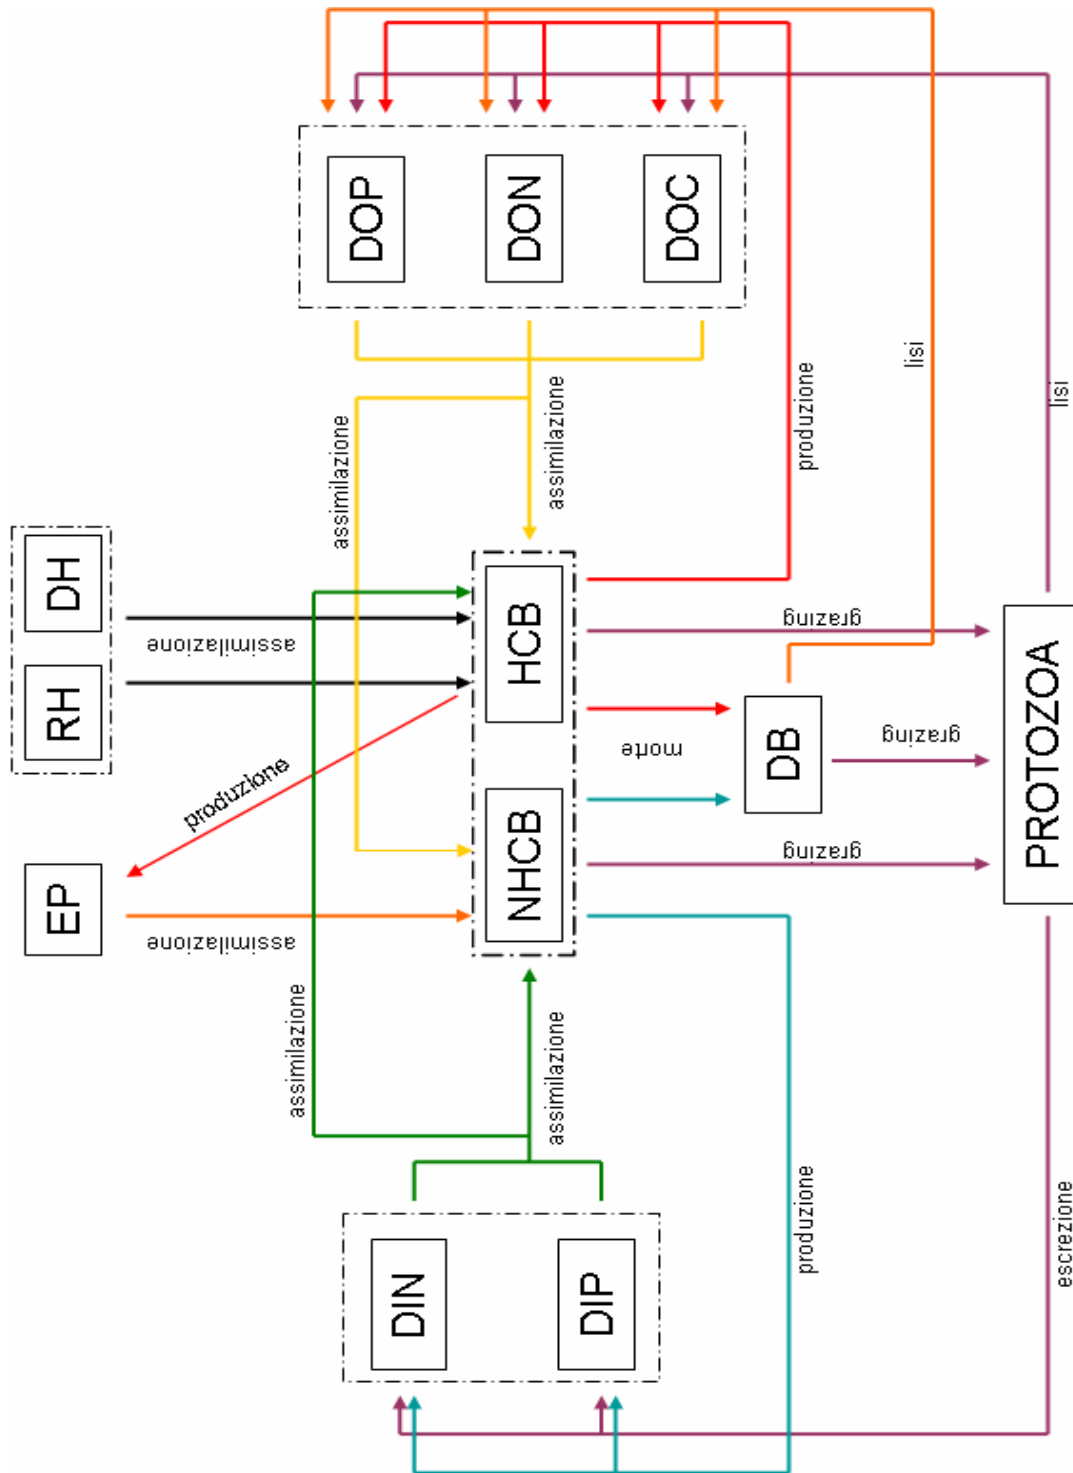 DH
RH
EP
DOP
DON
DOC
assimilazione
produzione
assimilazione
assimilazione
assimilazione
assimilazione
assimilazione
HCB
NHCB
produzione
lisi
lisi
grazing
morte
grazing
grazing
DB
PROTOZOA
DIN
DIP
produzione
escrezione